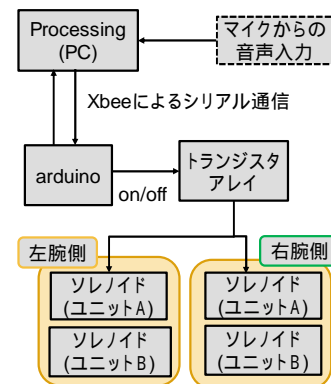 Processing
(PC)
マイクからの
音声入力
Xbeeによるシリアル通信
arduino
on/off
トランジスタ
アレイ
左腕側
右腕側
ソレノイド
(ユニットA)
ソレノイド
(ユニットB)
ソレノイド
(ユニットA)
ソレノイド
(ユニットB)